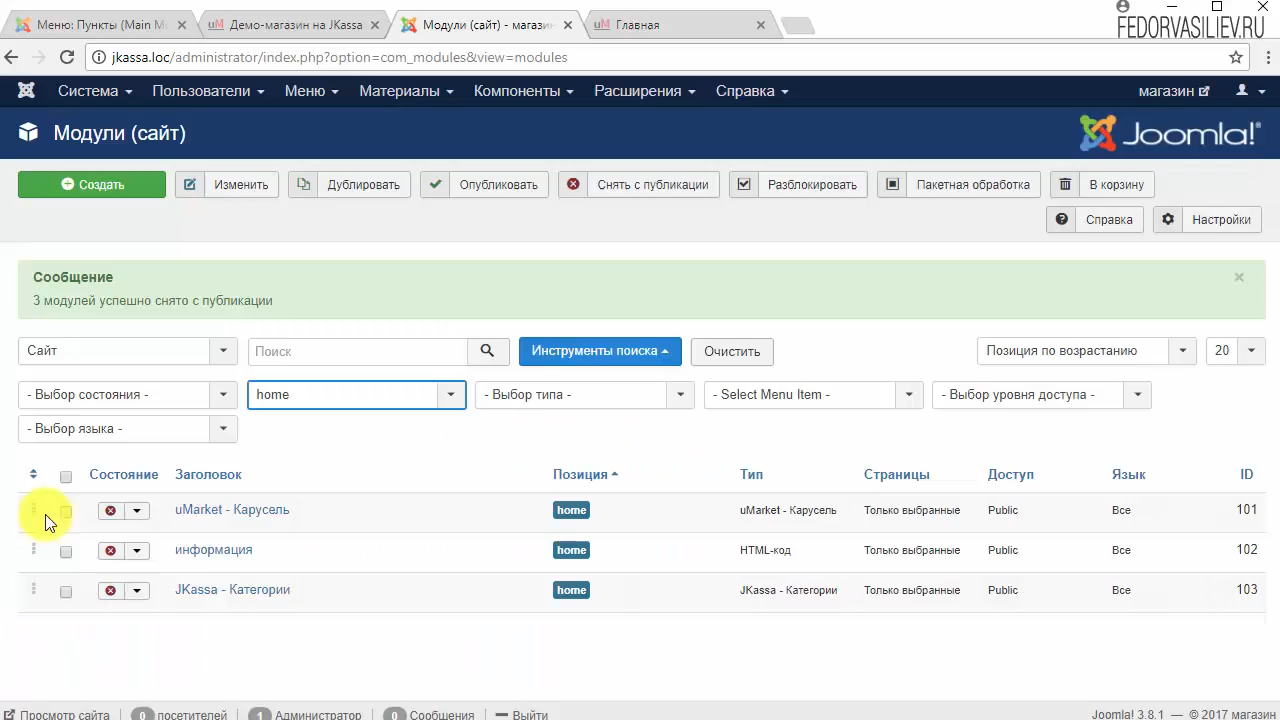 Меню: Пункты (Main M
Демо-магазин на JKassa
Модули (сайт) - магази
uM Главная
FEDORVASILIEV.RU
jkassa.loc/administrator/index.php?option=com_modules&view=modules
Система Пользователи Меню Материалы Компоненты Расширения Справка магазин
Модули (сайт)
Joomla!
Создать Изменить Дублировать Опубликовать Снять с публикации Разблокировать Пакетная обработка В корзину
Справка Настройки
Сообщение
3 модулей успешно снято с публикации
Сайт Поиск Инструменты поиска Очистить Позиция по возрастанию 20
- Выбор состояния - home - Выбор типа - - Select Menu Item - - Выбор уровня доступа -
- Выбор языка -
Состояние Заголовок Позиция Тип Страницы Доступ Язык ID
uMarket - Карусель home uMarket - Карусель Только выбранные Public Все 101
информация home HTML-код Только выбранные Public Все 102
JKassa - Категории home JKassa - Категории Только выбранные Public Все 103
Просмотр сайта 0 посетителей 1 Администратор 0 Сообщения Выйти Joomla! 3.8.1 — © 2017 магазин